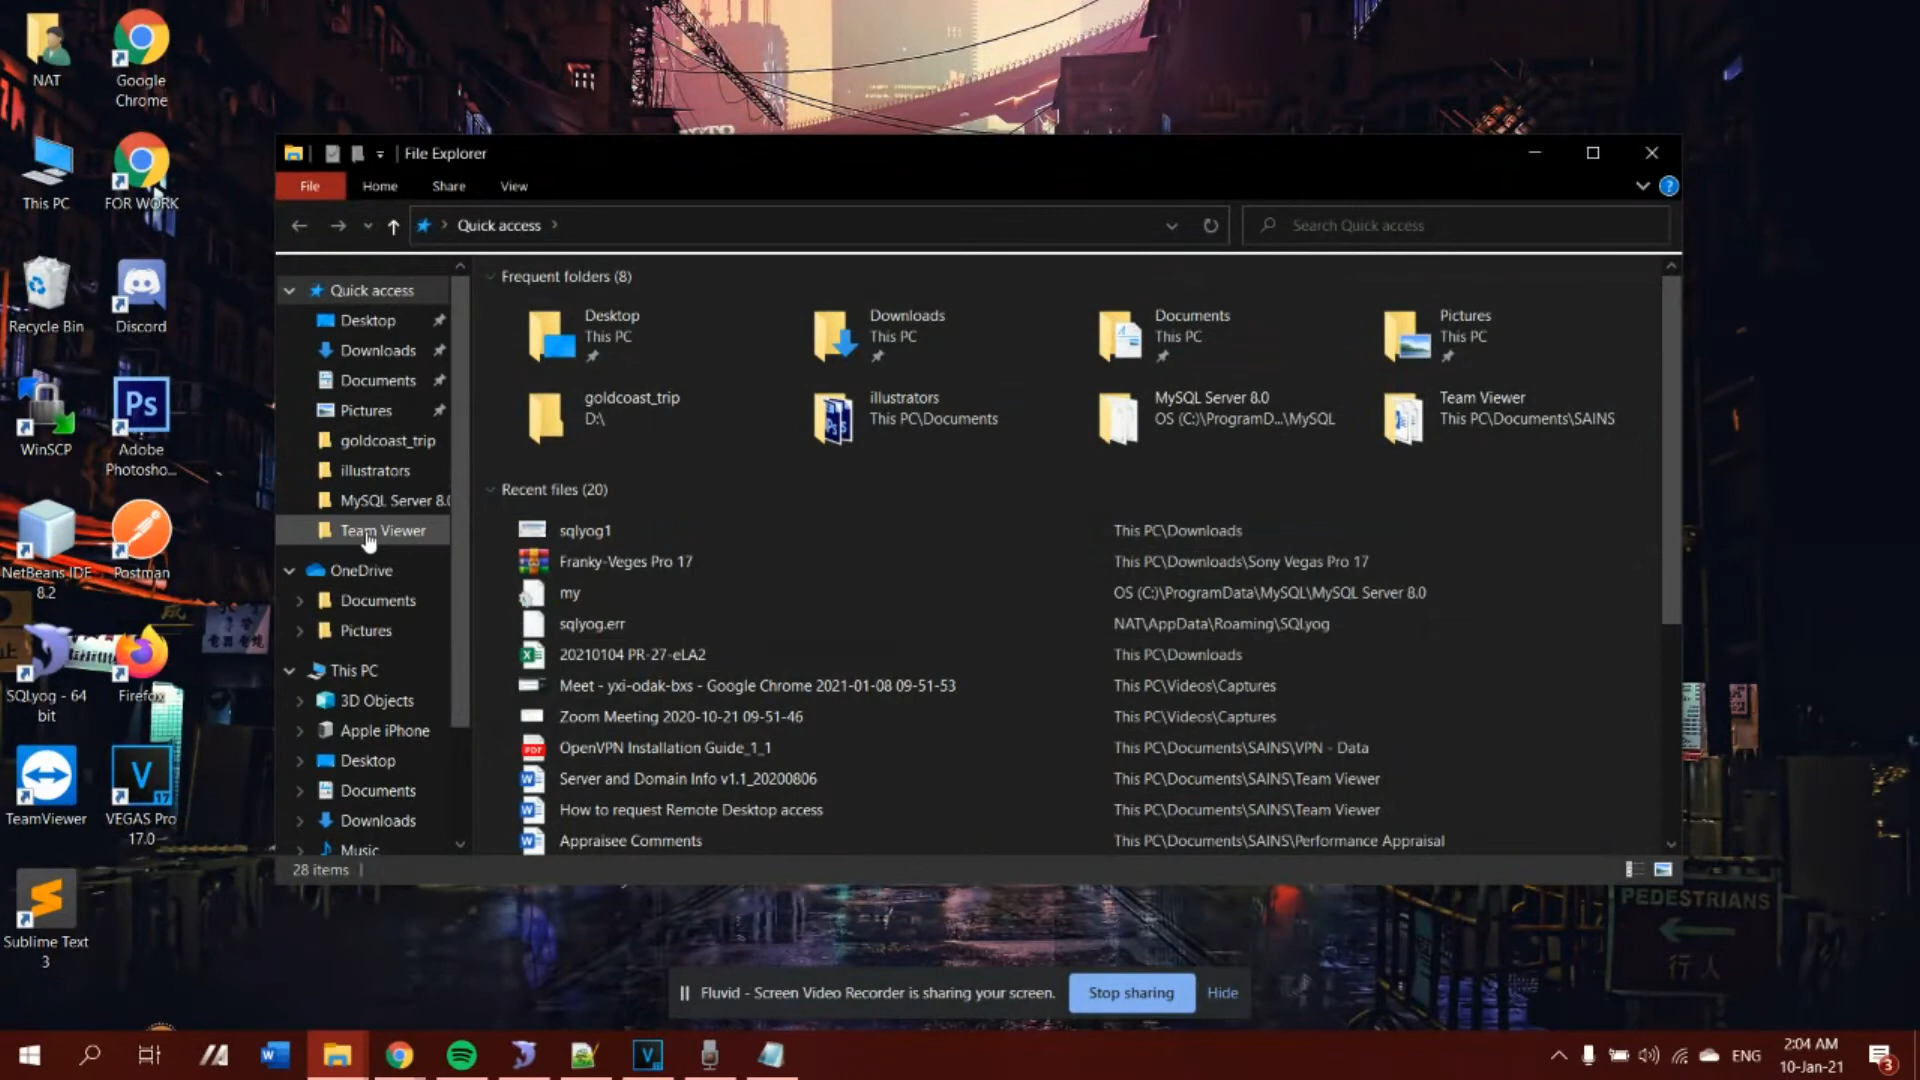 NAT
Google
Chrome
This PC
FOR WORK
Recycle Bin
Discord
WinSCP
Ps
Adobe
Photosho...
NetBeans IDE
8.2
Postman
SQLyog - 64
bit
Firefox
TeamViewer
V
17
VEGAS Pro
17.0
Sublime Text
3
File Explorer
File
Home
Share
View
?
Quick access
Search Quick access
Quick access
Desktop
Downloads
Documents
Pictures
goldcoast_trip
illustrators
MySQL Server 8.0
Team Viewer
OneDrive
Documents
Pictures
This PC
3D Objects
Apple iPhone
Desktop
Documents
Downloads
Music
Frequent folders (8)
Desktop
This PC
Downloads
This PC
Documents
This PC
Pictures
This PC
goldcoast_trip
D:\
illustrators
This PC\Documents
MySQL Server 8.0
OS (C:)\ProgramD...\MySQL
Team Viewer
This PC\Documents\SAINS
Recent files (20)
sqlyog1 This PC\Downloads
Franky-Veges Pro 17 This PC\Downloads\Sony Vegas Pro 17
my OS (C:)\ProgramData\MySQL\MySQL Server 8.0
sqlyog.err NAT\AppData\Roaming\SQLyog
20210104 PR-27-eLA2 This PC\Downloads
Meet - yxi-odak-bxs - Google Chrome 2021-01-08 09-51-53 This PC\Videos\Captures
Zoom Meeting 2020-10-21 09-51-46 This PC\Videos\Captures
OpenVPN Installation Guide_1_1 This PC\Documents\SAINS\VPN - Data
Server and Domain Info v1.1_20200806 This PC\Documents\SAINS\Team Viewer
How to request Remote Desktop access This PC\Documents\SAINS\Team Viewer
Appraisee Comments This PC\Documents\SAINS\Performance Appraisal
28 items
PEDESTRIANS
行人
Fluvid - Screen Video Recorder is sharing your screen.
Stop sharing
Hide
ENG
2:04 AM
10-Jan-21
3